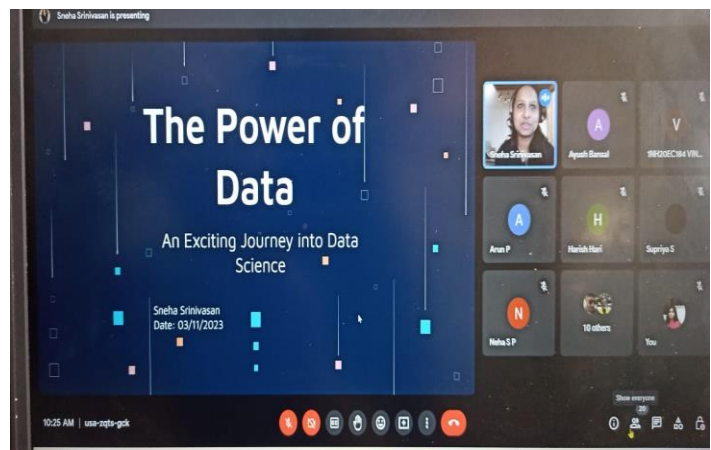 Sneha Srinivasan is presenting
The Power of
Data
An Exciting Journey into Data
Science
Sneha Srinivasan
Date: 03/11/2023
Sneha Srinivasan
A
Ayush Bansal
V
VIN...
A
Arun P
H
Harish Hari
Supriya S
N
Neha S P
10 others
You
Show everyone
20
10:25 AM | usa-zqts-gck